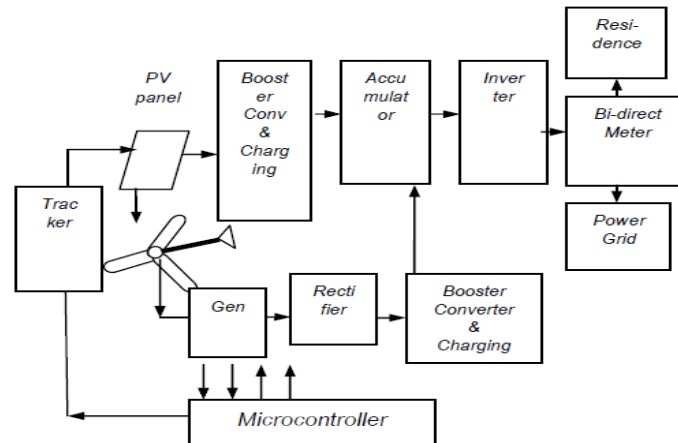 PV
panel
Boost
er
Conv
&
Charg
ing
Accu
mulat
or
Inver
ter
Resi-
dence
Bi-direct
Meter
Power
Grid
Trac
ker
Gen
Recti
fier
Booster
Converter
&
Charging
Microcontroller